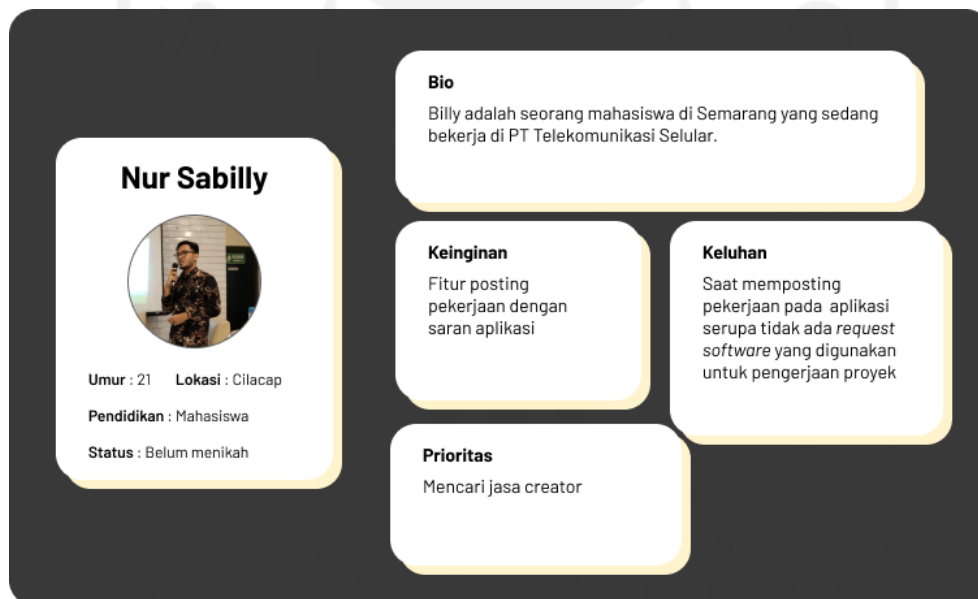 Nur Sabilly
Umur : 21 Lokasi : Cilacap
Pendidikan : Mahasiswa
Status : Belum menikah
Bio
Billy adalah seorang mahasiswa di Semarang yang sedang
bekerja di PT Telekomunikasi Selular.
Keinginan
Fitur posting
pekerjaan dengan
saran aplikasi
Keluhan
Saat memposting
pekerjaan pada aplikasi
serupa tidak ada request
software yang digunakan
untuk pengerjaan proyek
Prioritas
Mencari jasa creator